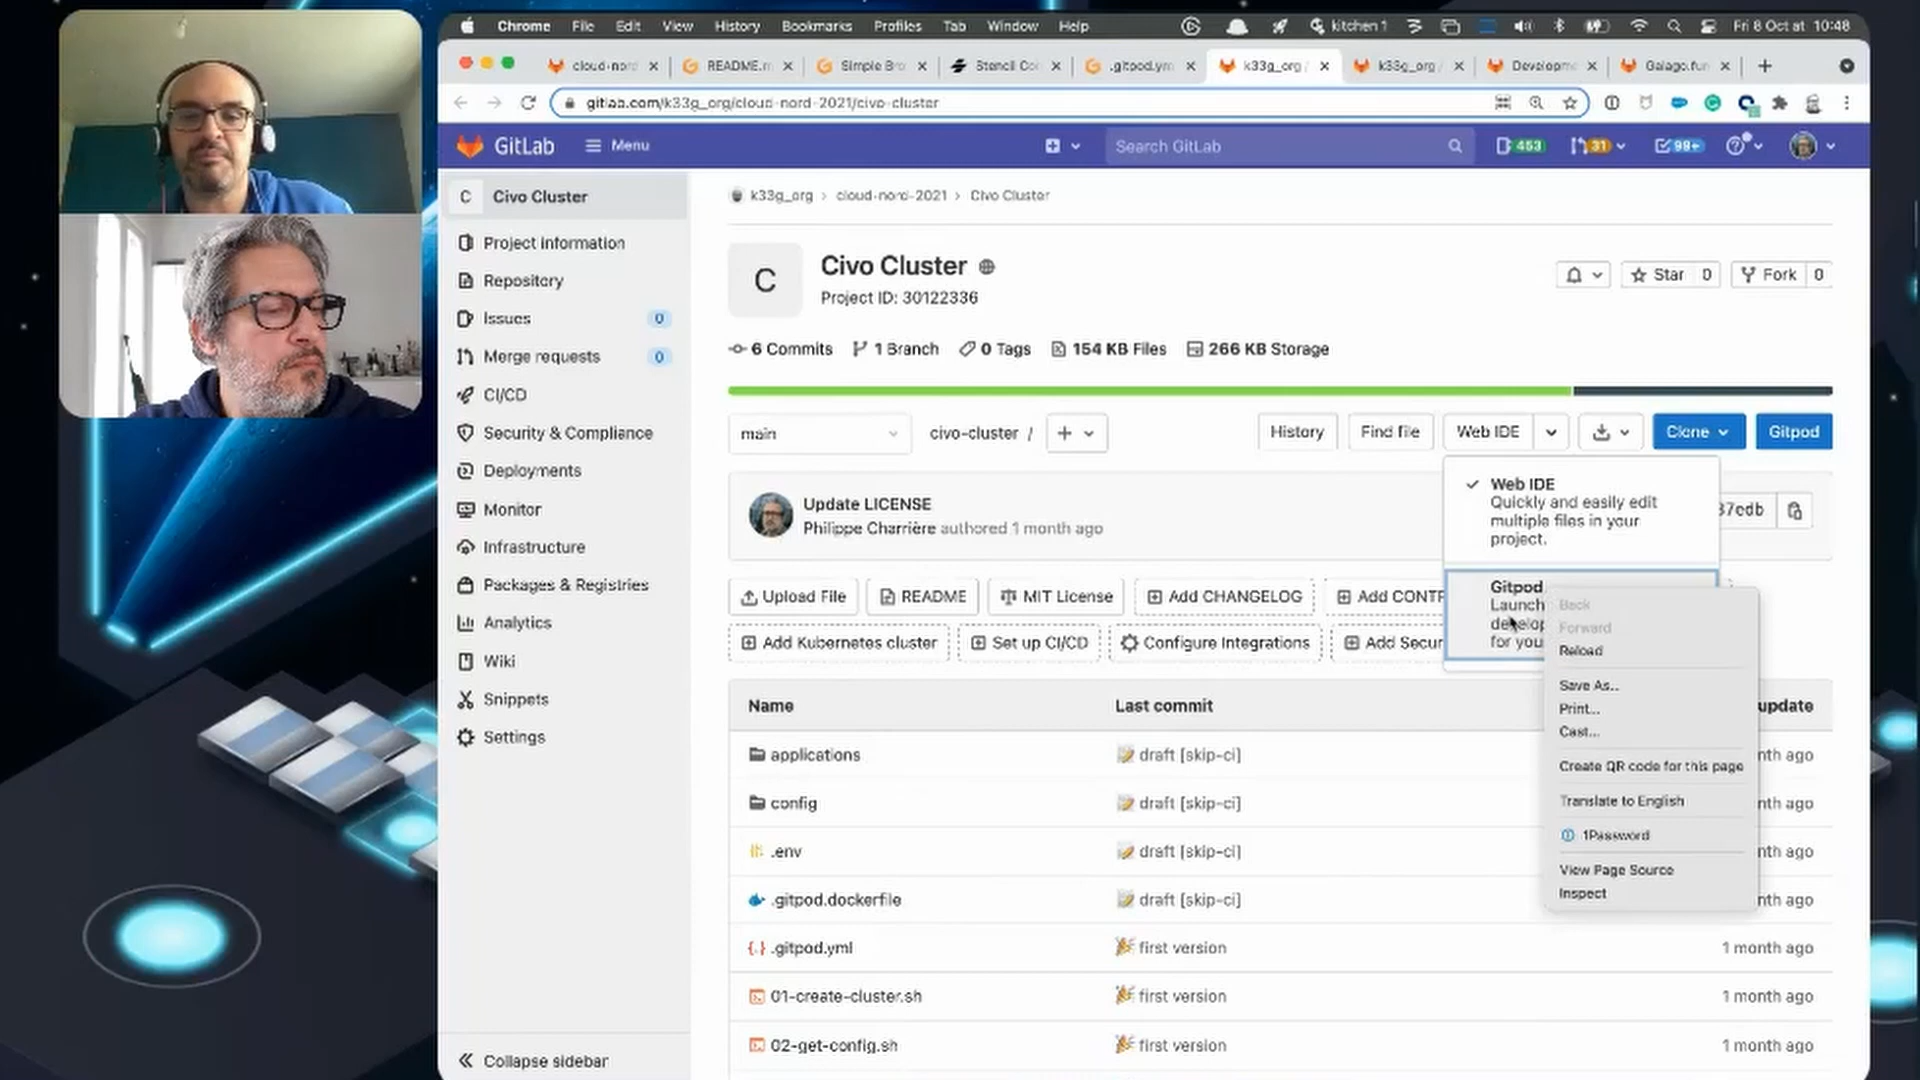 Chrome File Edit View History Bookmarks Profiles Tab Window Help kitchen 1 Fri 8 Oct at 10:48
cloud-nord README.m Simple Bro Stencil Co .gitpod.ym k33g_org / k33g_org / Developm Galago.fun
gitlab.com/k33g_org/cloud-nord-2021/civo-cluster
GitLab Menu Search GitLab 453 31 99+
C Civo Cluster
Project information
Repository
Issues 0
Merge requests 0
CI/CD
Security & Compliance
Deployments
Monitor
Infrastructure
Packages & Registries
Analytics
Wiki
Snippets
Settings
Collapse sidebar
k33g_org > cloud-nord-2021 > Civo Cluster
C
Civo Cluster
Project ID: 30122336
Star 0 Fork 0
6 Commits 1 Branch 0 Tags 154 KB Files 266 KB Storage
main civo-cluster / + History Find file Web IDE Clone Gitpod
Update LICENSE
Philippe Charrière authored 1 month ago
37edb
Web IDE
Quickly and easily edit
multiple files in your
project.
Gitpod
Launch
develop
for you
Upload File README MIT License Add CHANGELOG Add CONTR
Add Kubernetes cluster Set up CI/CD Configure Integrations Add Secur
Back
Forward
Reload
Save As...
Print...
Cast...
Create QR code for this page
Translate to English
1Password
View Page Source
Inspect
Name Last commit update
applications draft [skip-ci] nth ago
config draft [skip-ci] nth ago
.env draft [skip-ci] nth ago
.gitpod.dockerfile draft [skip-ci] nth ago
.gitpod.yml first version 1 month ago
01-create-cluster.sh first version 1 month ago
02-get-config.sh first version 1 month ago